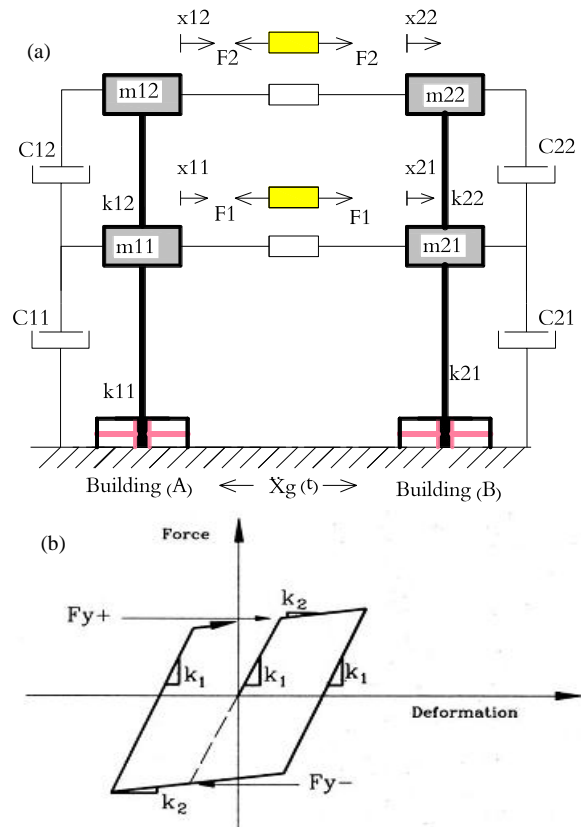 x12 x22
(a) F2 F2
m12 m22
C12 C22
x11 x21
k12 F1 F1 k22
m11 m21
C11 C21
k11 k21
Building (A) Xg (t) Building (B)
(b) Force
k2
Fy+
k1 k1 k1
Deformation
k2 Fy-